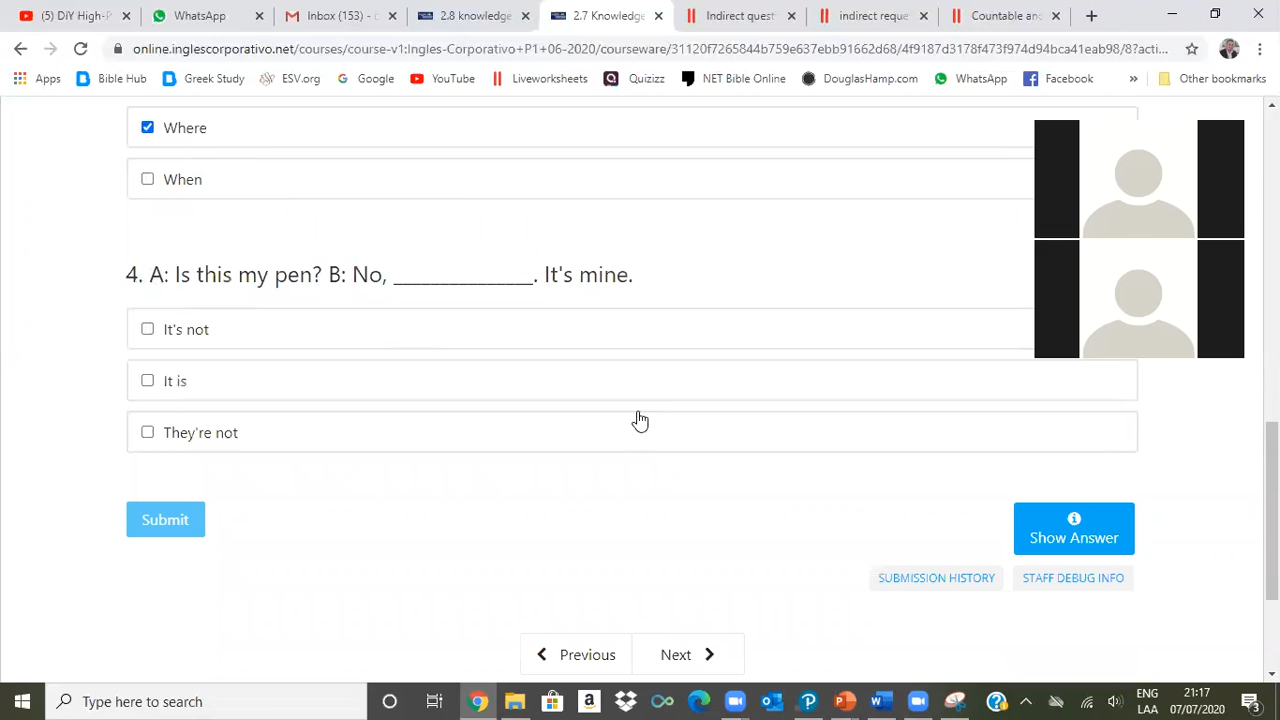 (5) DiY High-P
WhatsApp
Inbox (153) - c
2.8 knowledge
2.7 Knowledge
Indirect quest
indirect reque
Countable anc
online.inglescorporativo.net/courses/course-v1:Ingles-Corporativo+P1+06-2020/courseware/31120f72658f4b759e637ebb91662d68/4f9187d3178f473f974d94bca41eab98/8?acti...
Apps
Bible Hub
Greek Study
ESV.org
Google
YouTube
Liveworksheets
Quizizz
NET Bible Online
DouglasHamp.com
WhatsApp
Facebook
»
Other bookmarks
Where
When
4. A: Is this my pen? B: No, _______________. It's mine.
It's not
It is
They're not
Submit
Show Answer
SUBMISSION HISTORY
STAFF DEBUG INFO
Previous
Next
Type here to search
ENG
LAA
21:17
07/07/2020
3